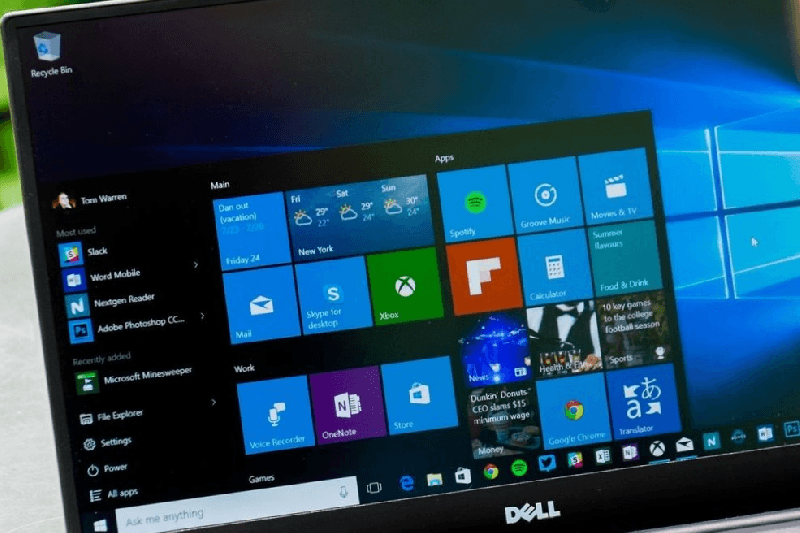 Recycle Bin
Tom Warren
Most used
Slack
Word Mobile
Nextgen Reader
Adobe Photoshop CC...
Recently added
Microsoft Minesweeper
File Explorer
Settings
Power
All apps
Ask me anything
Main
Dan out
(vacation)
Friday 24
Fri
Sat
Sun
29°
22°
29°
24°
30°
24°
New York
Mail
Skype for
desktop
Xbox
Work
Voice Recorder
OneNote
Store
Games
Apps
Spotify
Groove Music
Movies & TV
Calculator
Summer
flavours
Food & Drink
News
10 key games
to the college
football season
Sports
Dunkin' Donuts'
CEO slams $15
minimum wage
Money
Google Chrome
Translator
DELL